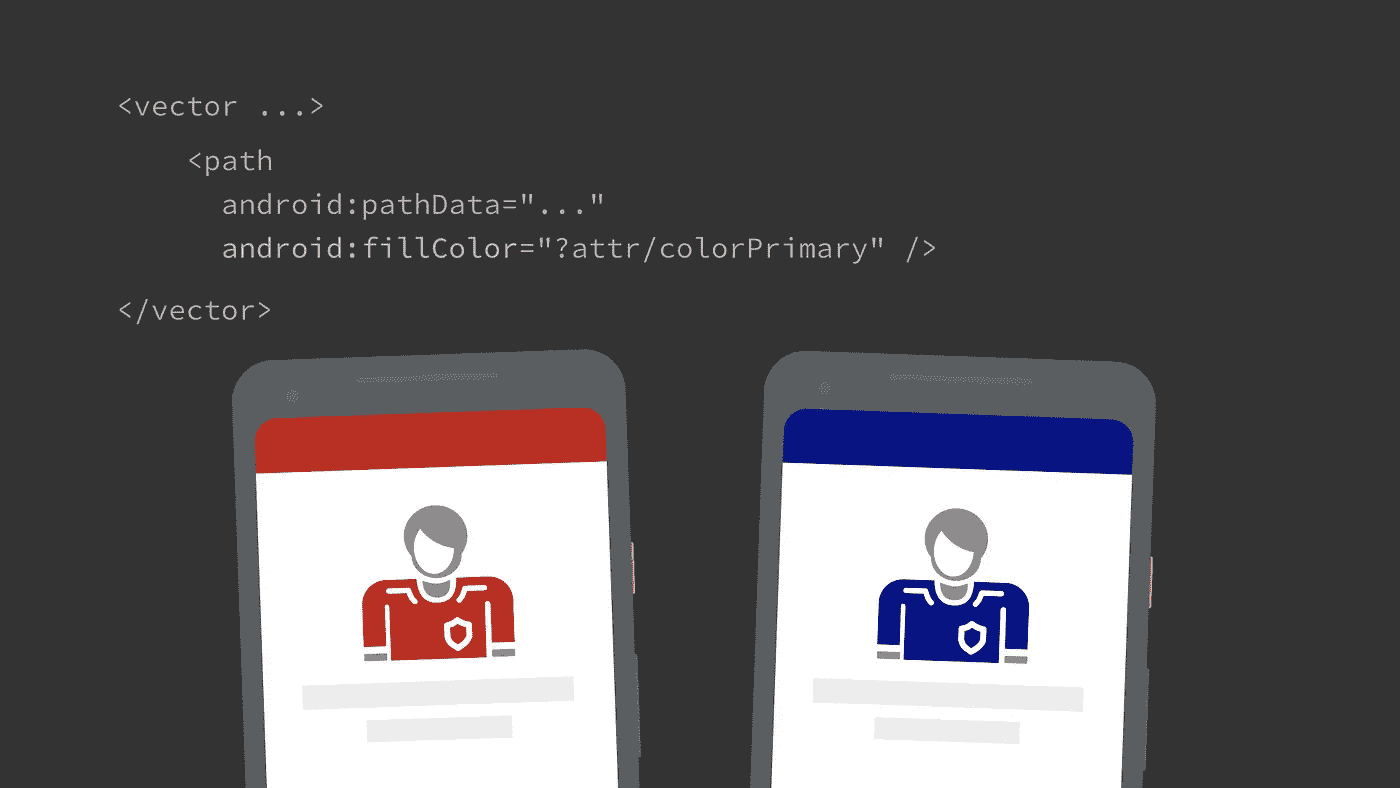 <vector ...>
<path
android:pathData="..."
android:fillColor="?attr/colorPrimary" />
</vector>